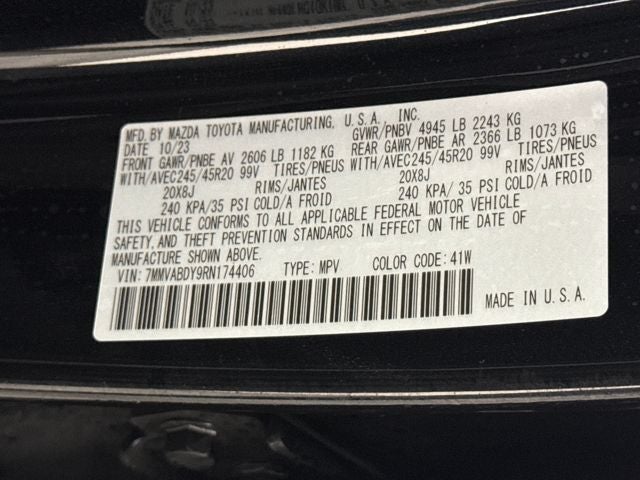 MFD. BY MAZDA TOYOTA MANUFACTURING, U.S.A., INC.
DATE 10/23 GVWR/PNBV 4945 LB 2243 KG
FRONT GAWR/PNBE AV 2606 LB 1182 KG REAR GAWR/PNBE AR 2366 LB 1073 KG
WITH/AVEC245/45R20 99V TIRES/PNEUS WITH/AVEC245/45R20 99V TIRES/PNEUS
20X8J RIMS/JANTES 20X8J RIMS/JANTES
240 KPA/35 PSI COLD/A FROID 240 KPA/ 35 PSI COLD/A FROID
THIS VEHICLE CONFORMS TO ALL APPLICABLE FEDERAL MOTOR VEHICLE
SAFETY, AND THEFT PREVENTION STANDARDS IN EFFECT ON THE DATE OF
MANUFACTURE SHOWN ABOVE.
VIN: 7MMVABDY9RN174406 TYPE: MPV COLOR CODE: 41W
MADE IN U.S.A.